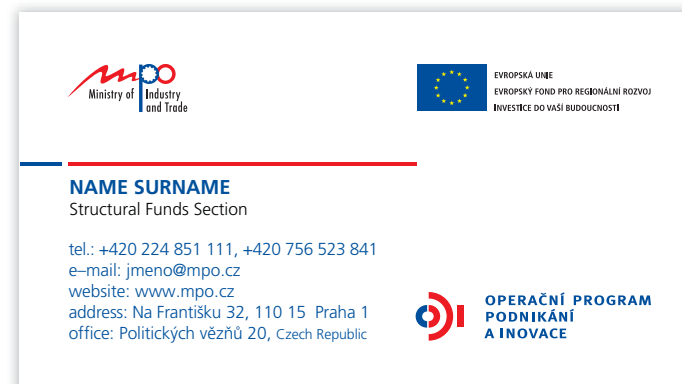 mpo
Ministry of Industry
and Trade
EVROPSKÁ UNIE
EVROPSKÝ FOND PRO REGIONÁLNÍ ROZVOJ
INVESTICE DO VAŠÍ BUDOUCNOSTI
NAME SURNAME
Structural Funds Section
tel.: +420 224 851 111, +420 756 523 841
e–mail: jmeno@mpo.cz
website: www.mpo.cz
address: Na Františku 32, 110 15 Praha 1
office: Politických vězňů 20, Czech Republic
OPERAČNÍ PROGRAM
PODNIKÁNÍ
A INOVACE